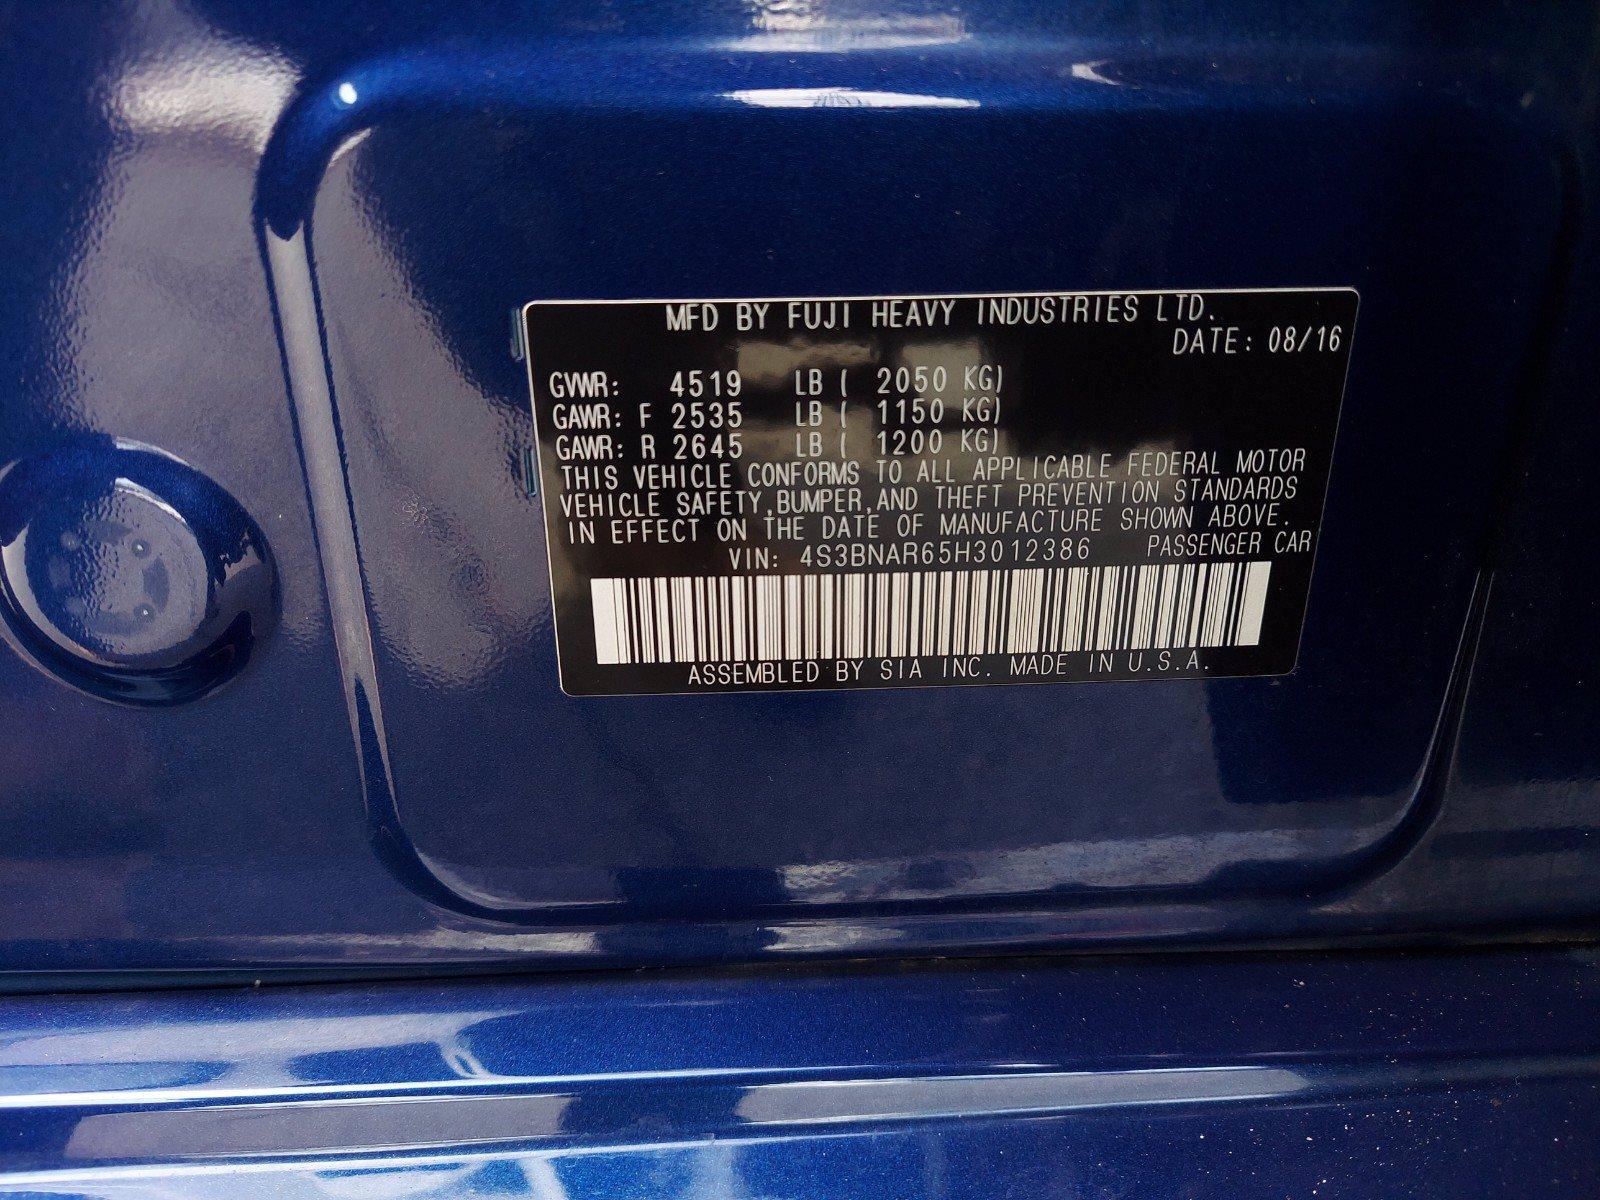 MFD BY FUJI HEAVY INDUSTRIES LTD.
DATE: 08/16
GVWR: 4519 LB ( 2050 KG)
GAWR: F 2535 LB ( 1150 KG)
GAWR: R 2645 LB ( 1200 KG)
THIS VEHICLE CONFORMS TO ALL APPLICABLE FEDERAL MOTOR
VEHICLE SAFETY,BUMPER,AND THEFT PREVENTION STANDARDS
IN EFFECT ON THE DATE OF MANUFACTURE SHOWN ABOVE.
VIN: 4S3BNAR65H3012386 PASSENGER CAR
ASSEMBLED BY SIA INC. MADE IN U.S.A.